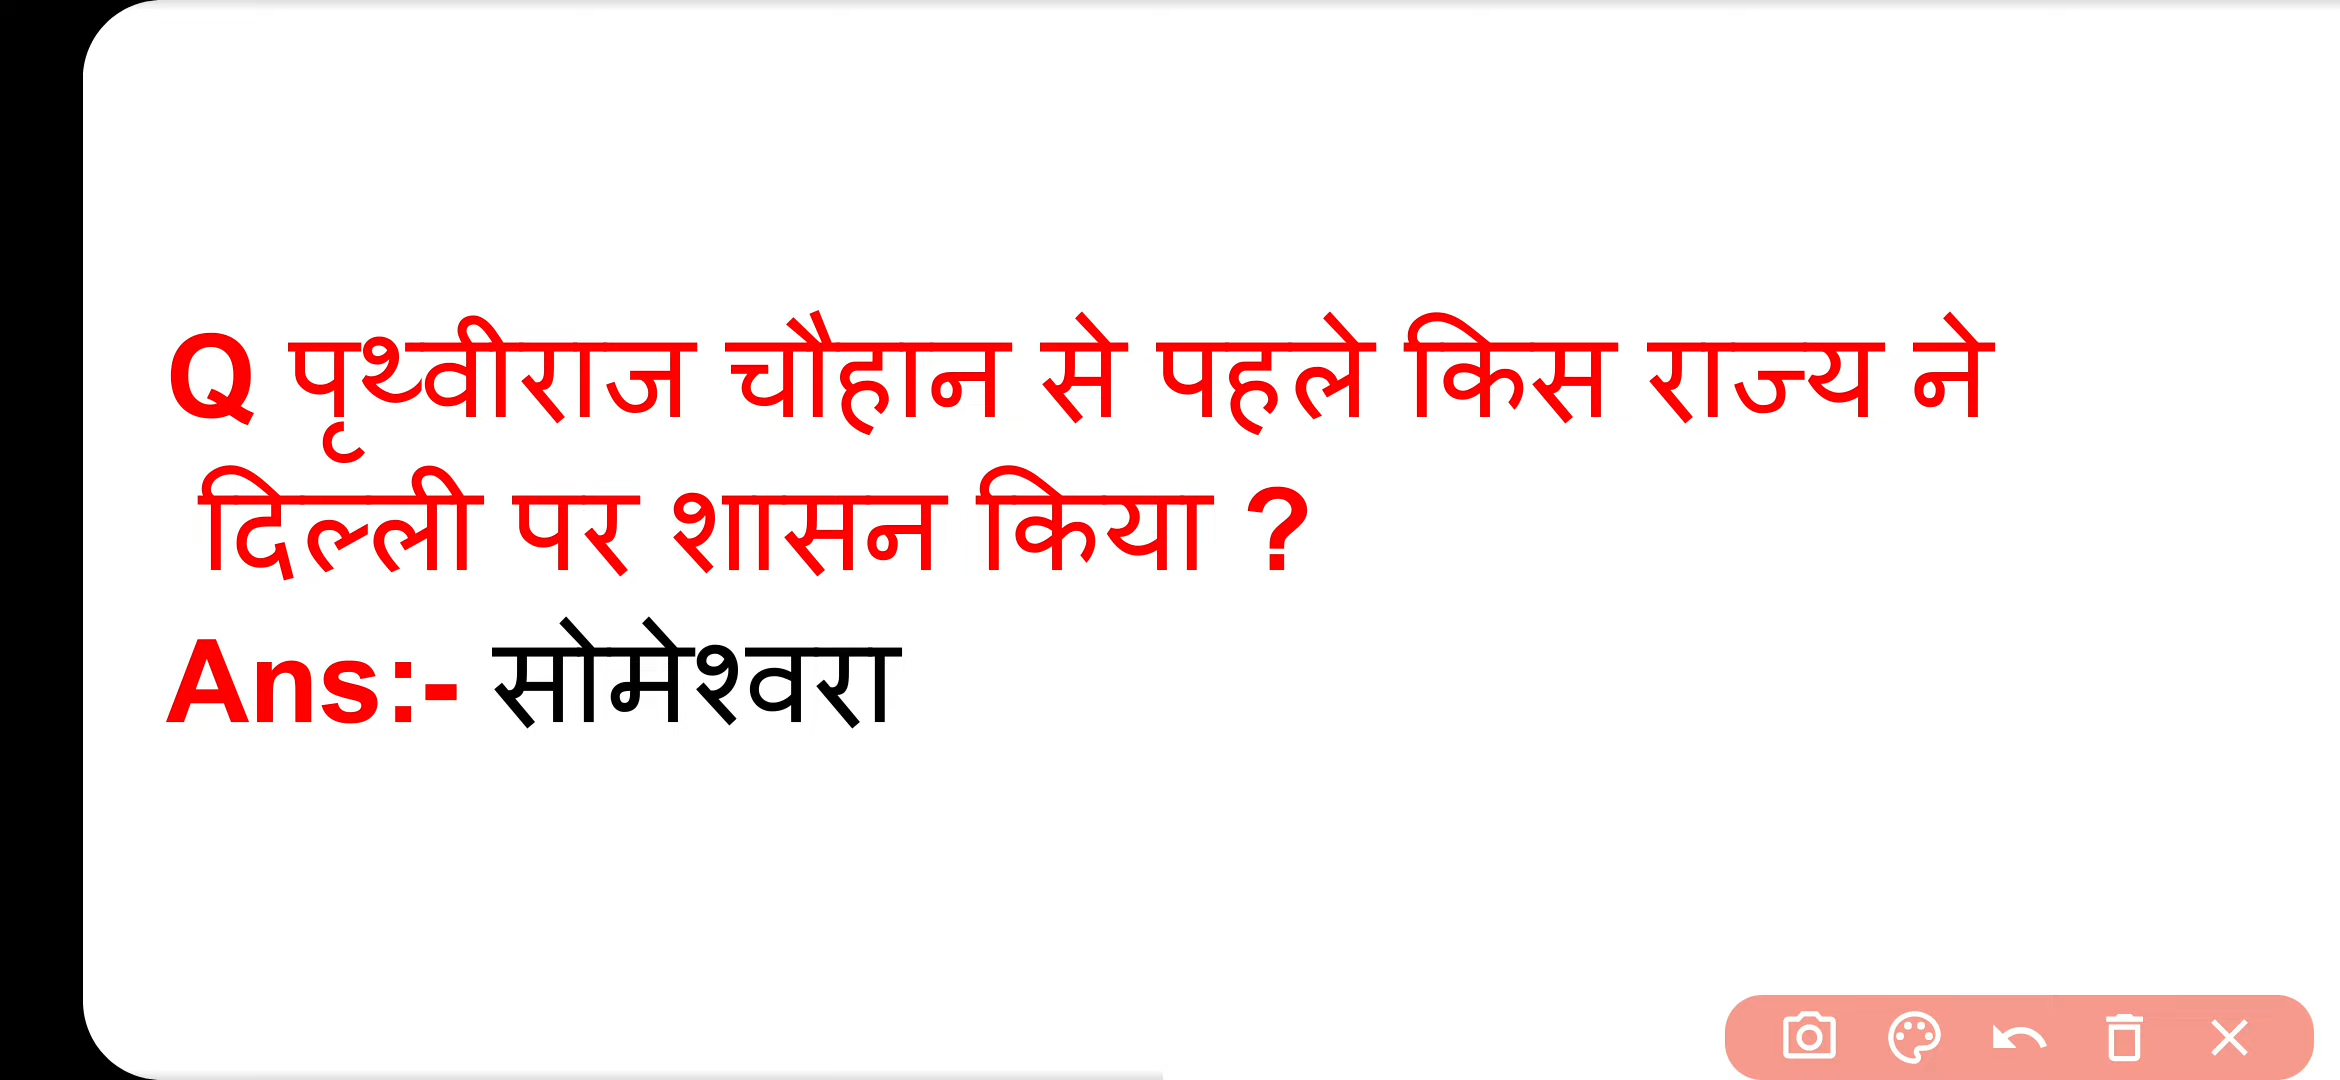 Q पृथ्वीराज चौहान से पहले किस राज्य ने
दिल्ली पर शासन किया ?
Ans:- सोमेश्वरा